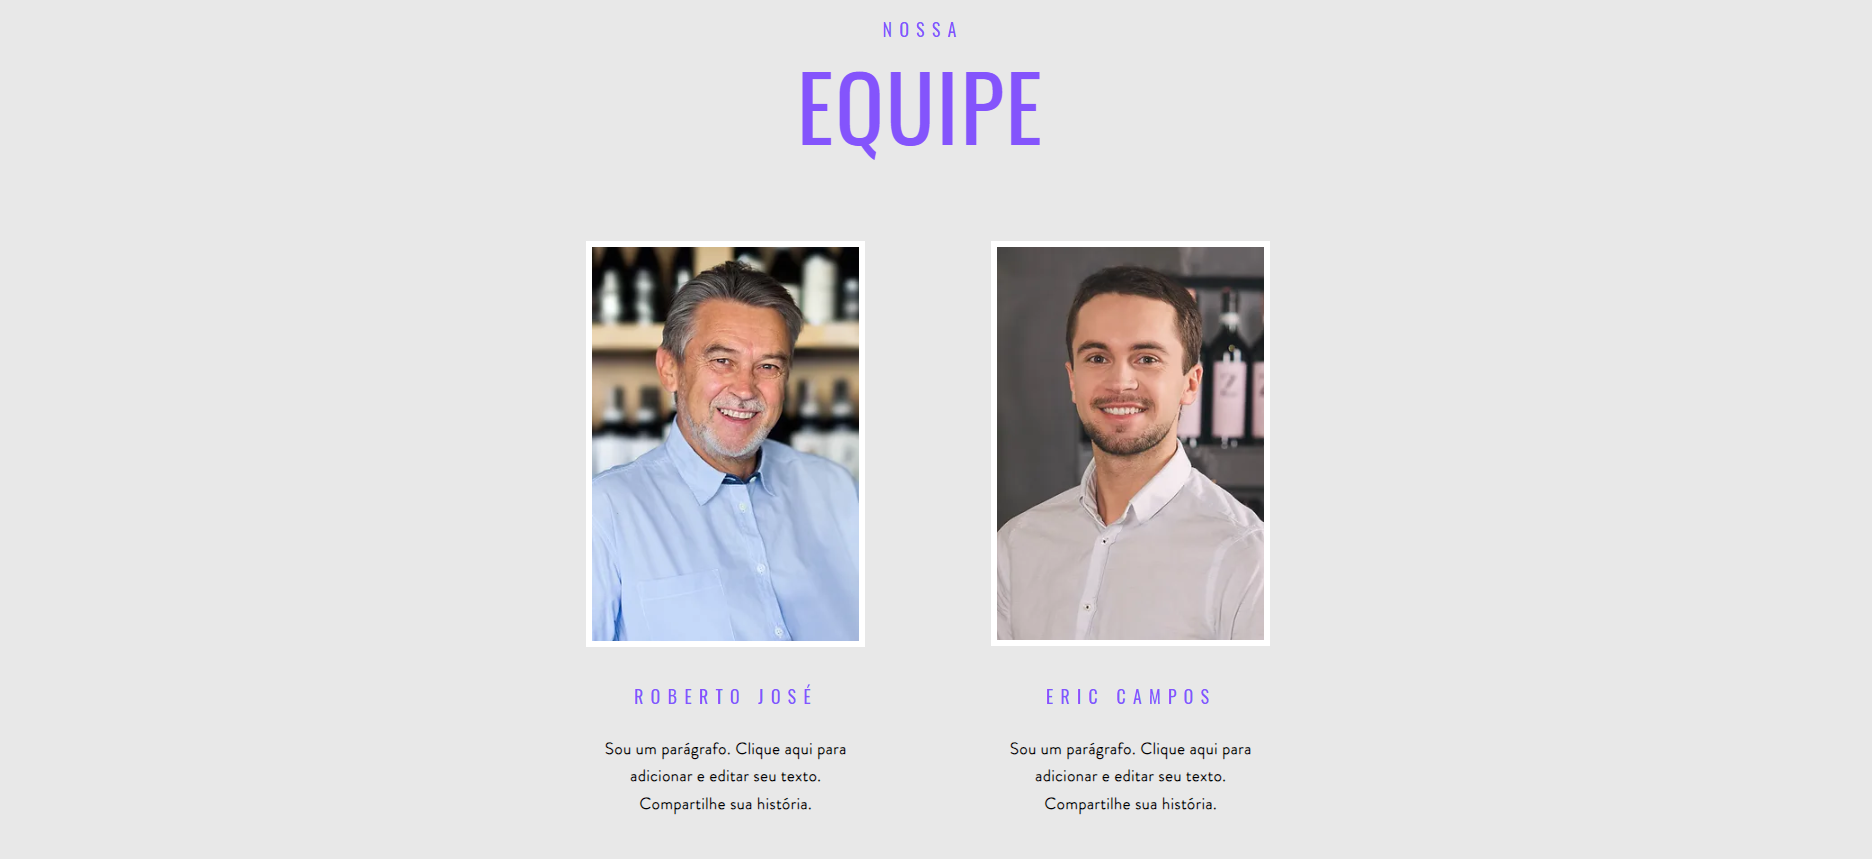 NOSSA
EQUIPE
ROBERTO JOSÉ
Sou um parágrafo. Clique aqui para
adicionar e editar seu texto.
Compartilhe sua história.
ERIC CAMPOS
Sou um parágrafo. Clique aqui para
adicionar e editar seu texto.
Compartilhe sua história.